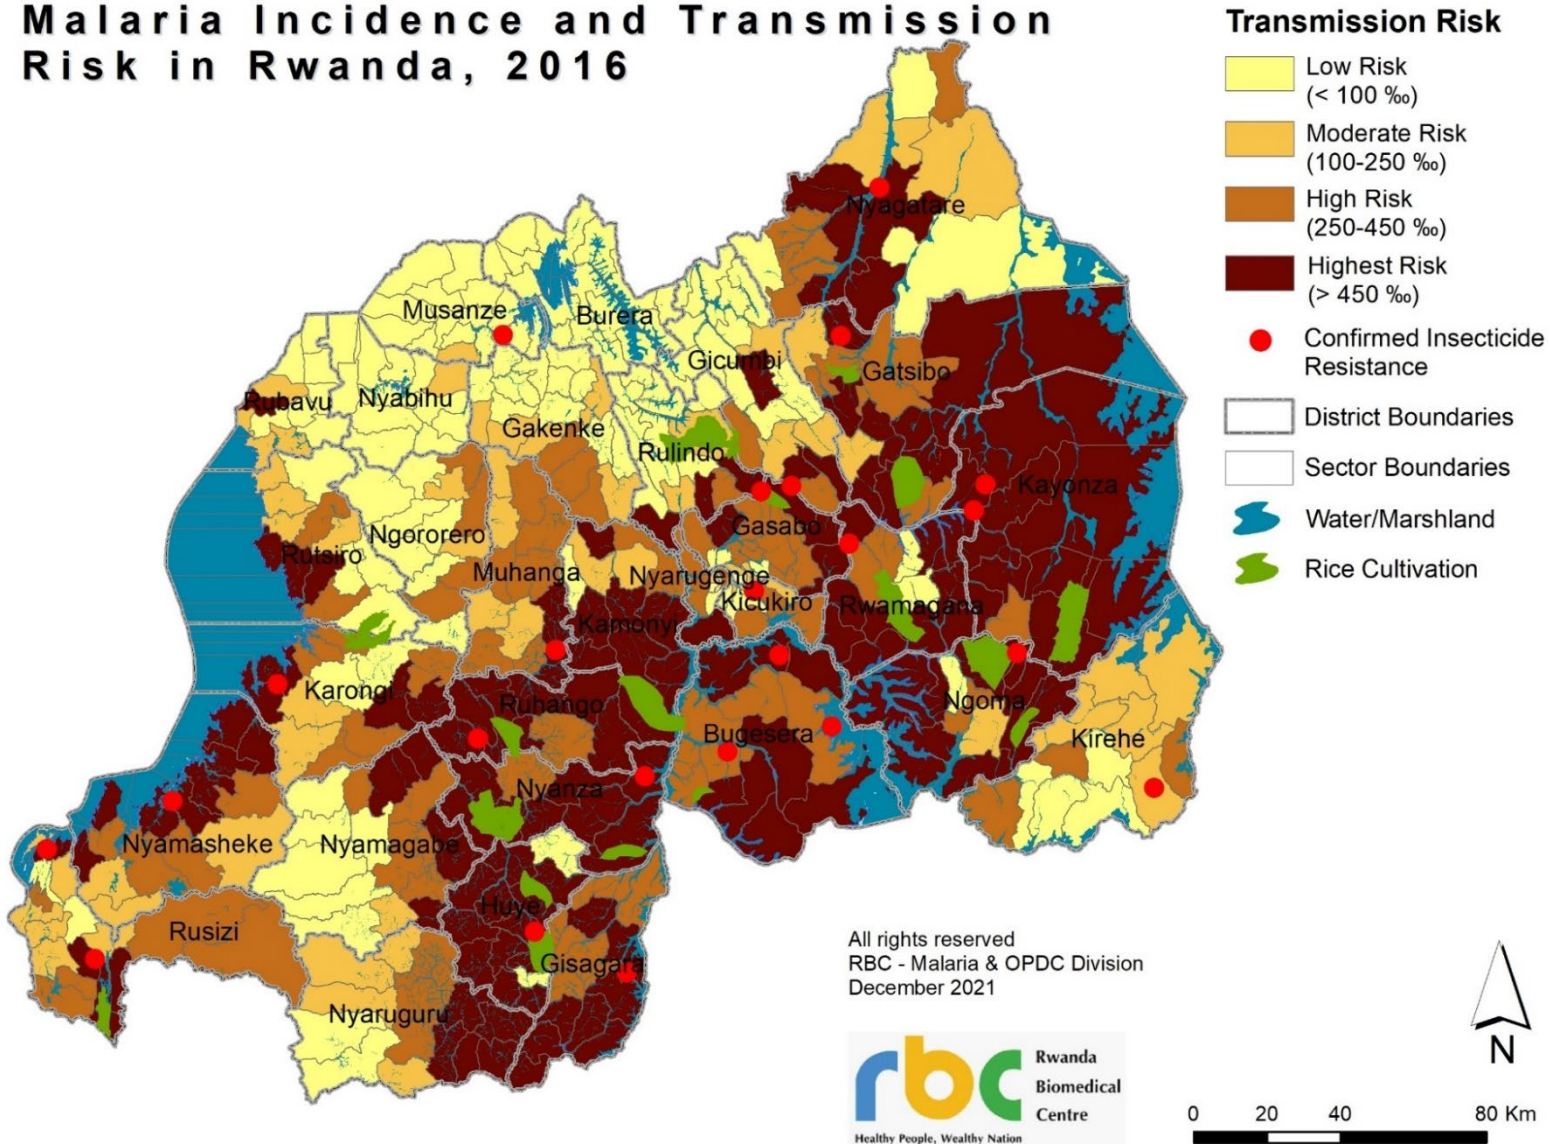 Malaria Incidence and Transmission
Risk in Rwanda, 2016
Transmission Risk
Low Risk
(< 100 ‰)
Moderate Risk
(100-250 ‰)
High Risk
(250-450 ‰)
Highest Risk
(> 450 ‰)
Confirmed Insecticide
Resistance
District Boundaries
Sector Boundaries
Water/Marshland
Rice Cultivation
Nyagatare
Musanze
Burera
Gicumbi
Gatsibo
Rubavu
Nyabihu
Gakenke
Rulindo
Kayonza
Ngororero
Gasabo
Rutsiro
Muhanga
Nyarugenge
Kicukiro
Rwamagana
Kamonyi
Karongi
Ruhango
Ngoma
Bugesera
Kirehe
Nyanza
Nyamasheke
Nyamagabe
Huye
Rusizi
Gisagara
Nyaruguru
All rights reserved
RBC - Malaria & OPDC Division
December 2021
rbc
Rwanda
Biomedical
Centre
Healthy People, Wealthy Nation
N
0 20 40 80 Km